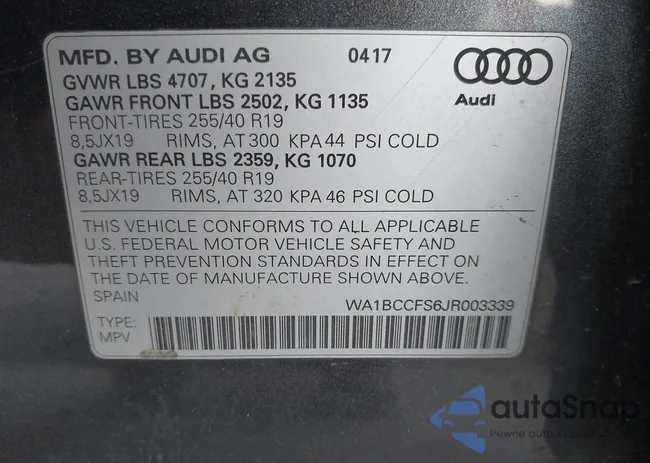 MFD. BY AUDI AG 0417
GVWR LBS 4707, KG 2135
GAWR FRONT LBS 2502, KG 1135
FRONT-TIRES 255/40 R19
8,5JX19 RIMS, AT 300 KPA 44 PSI COLD
GAWR REAR LBS 2359, KG 1070
REAR-TIRES 255/40 R19
8,5JX19 RIMS, AT 320 KPA 46 PSI COLD
Audi
THIS VEHICLE CONFORMS TO ALL APPLICABLE
U.S. FEDERAL MOTOR VEHICLE SAFETY AND
THEFT PREVENTION STANDARDS IN EFFECT ON
THE DATE OF MANUFACTURE SHOWN ABOVE.
SPAIN WA1BCCFS6JR003339
TYPE:
MPV
autaSnap
Pewne auta z